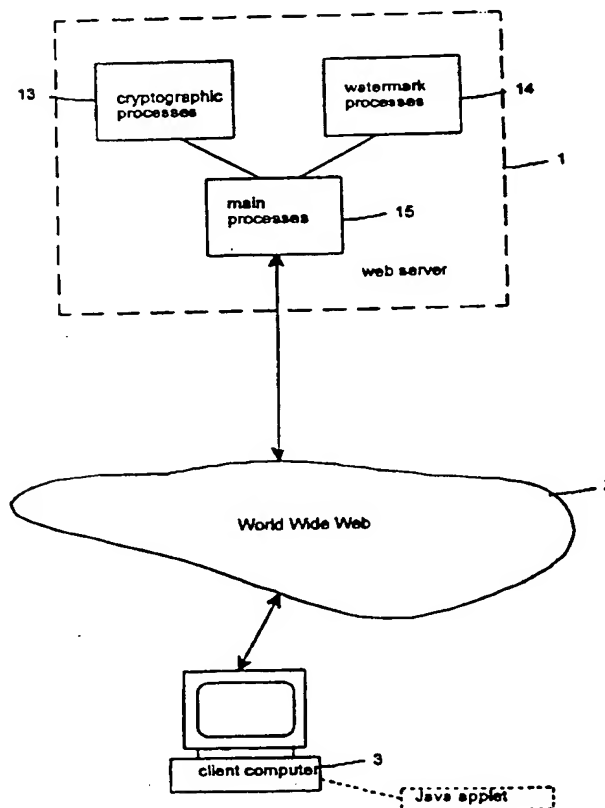 13
cryptographic
processes
watermark
processes
14
1
main
processes
15
web server
World Wide Web
client computer
3
Java applet